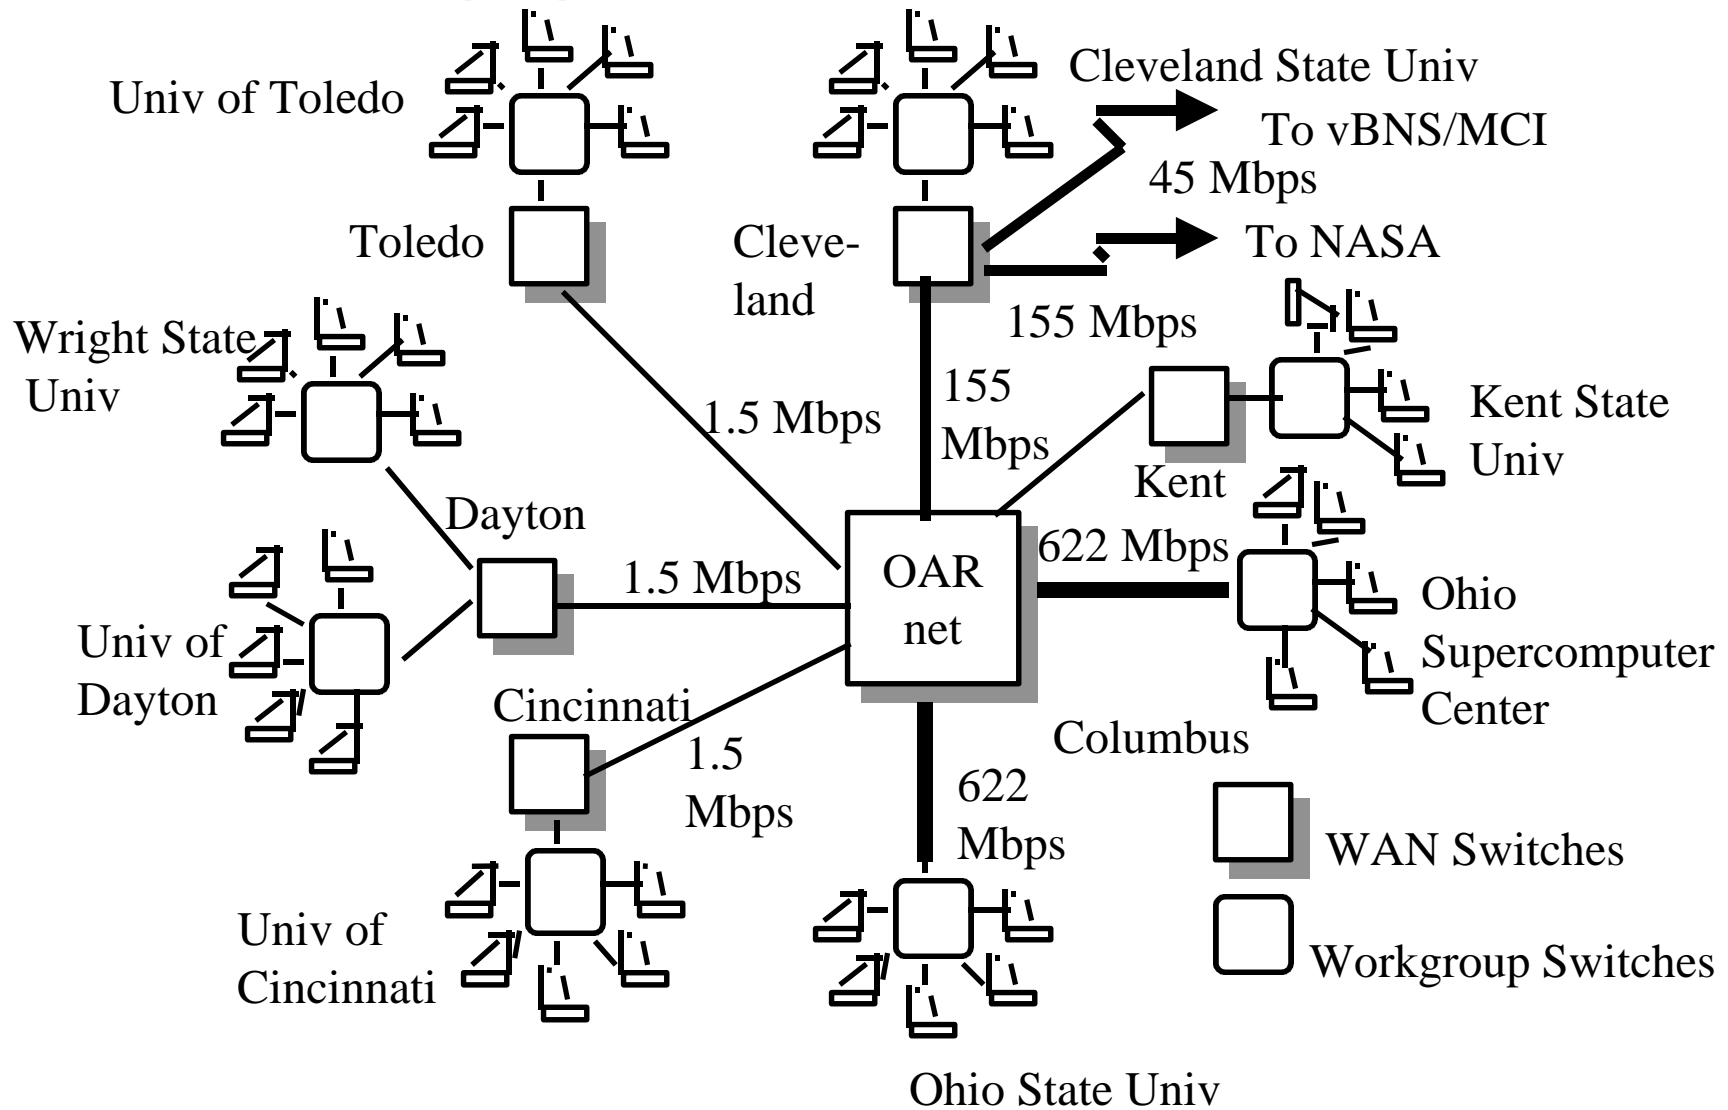 Univ of Toledo
Cleveland State Univ
To vBNS/MCI
45 Mbps
Toledo
Cleve-
land
To NASA
155 Mbps
Wright State
Univ
1.5 Mbps
155
Mbps
Kent State
Univ
Kent
Dayton
1.5 Mbps
OAR
net
622 Mbps
Ohio
Supercomputer
Center
Univ of
Dayton
Cincinnati
1.5
Mbps
Columbus
622
Mbps
WAN Switches
Univ of
Cincinnati
Workgroup Switches
Ohio State Univ